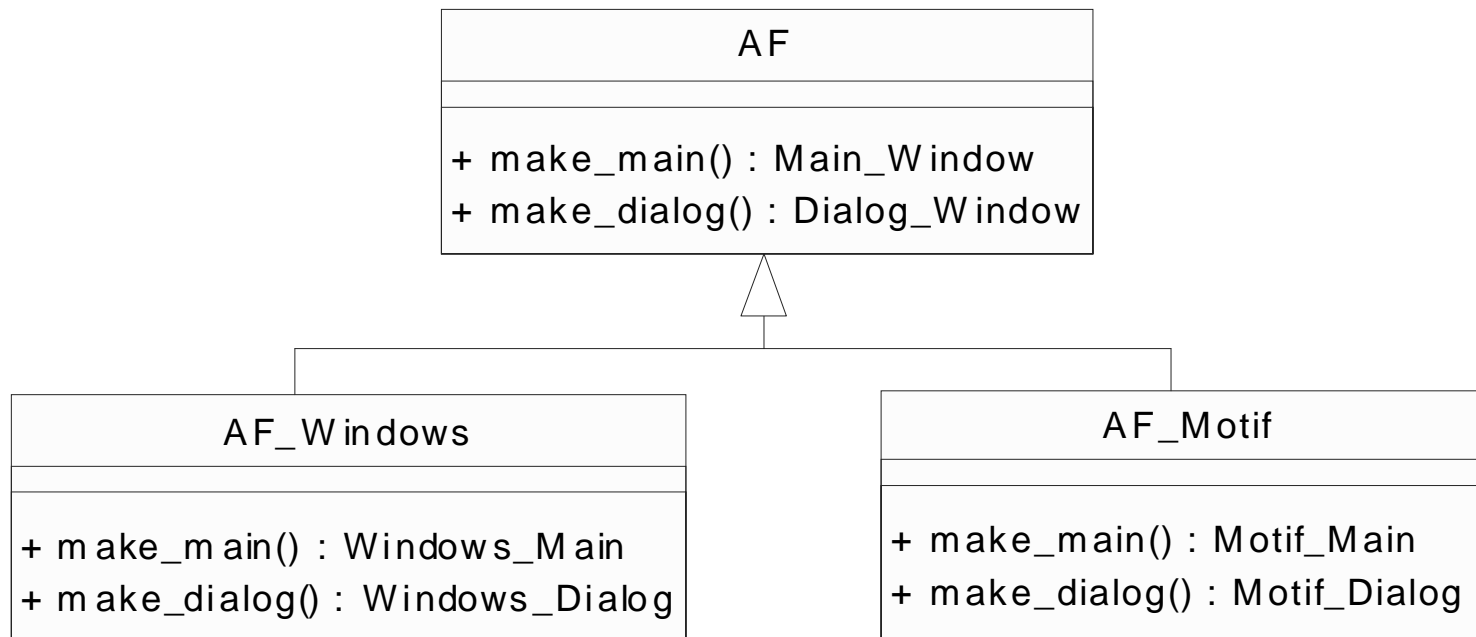 AF
+ make_main() : Main_Window
+ make_dialog() : Dialog_Window
AF_Windows
+ make_main() : Windows_Main
+ make_dialog() : Windows_Dialog
AF_Motif
+ make_main() : Motif_Main
+ make_dialog() : Motif_Dialog